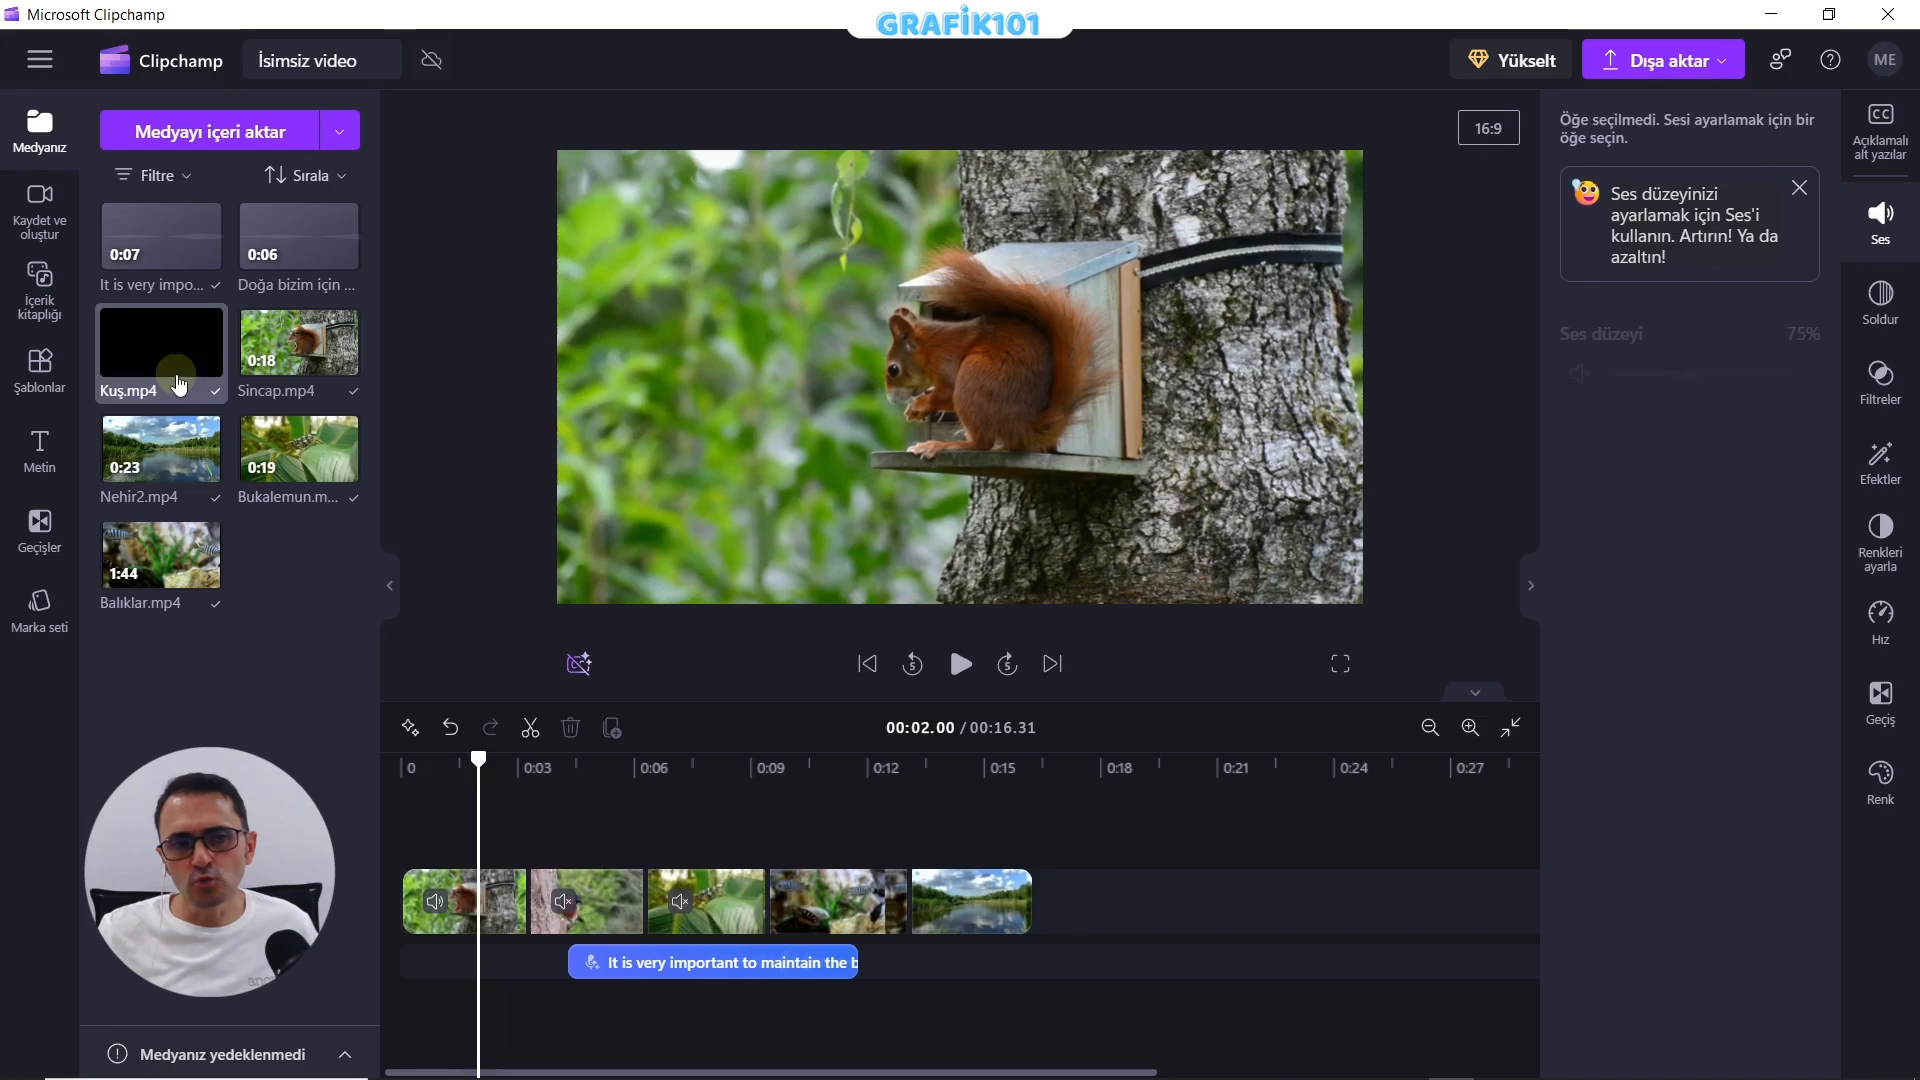 Microsoft Clipchamp
GRAFİK101
Clipchamp
İsimsiz video
Yükselt
Dışa aktar
ME
Medyanız
Kaydet ve
oluştur
İçerik
kitaplığı
Şablonlar
Metin
Geçişler
Marka seti
Medyayı içeri aktar
Filtre
Sırala
0:07
It is very impo...
0:06
Doğa bizim için ...
Kuş.mp4
0:18
Sincap.mp4
0:23
Nehir2.mp4
0:19
Bukalemun.m...
1:44
Balıklar.mp4
Medyanız yedeklenmedi
16:9
CC
5
5
00:02.00 / 00:16.31
0
0:03
0:06
0:09
0:12
0:15
0:18
0:21
0:24
0:27
It is very important to maintain the b
Öğe seçilmedi. Sesi ayarlamak için bir
öğe seçin.
Ses düzeyinizi
ayarlamak için Ses'i
kullanın. Artırın! Ya da
azaltın!
Ses düzeyi
75%
CC
Açıklamalı
alt yazılar
Ses
Soldur
Filtreler
Efektler
Renkleri
ayarla
Hız
Geçiş
Renk